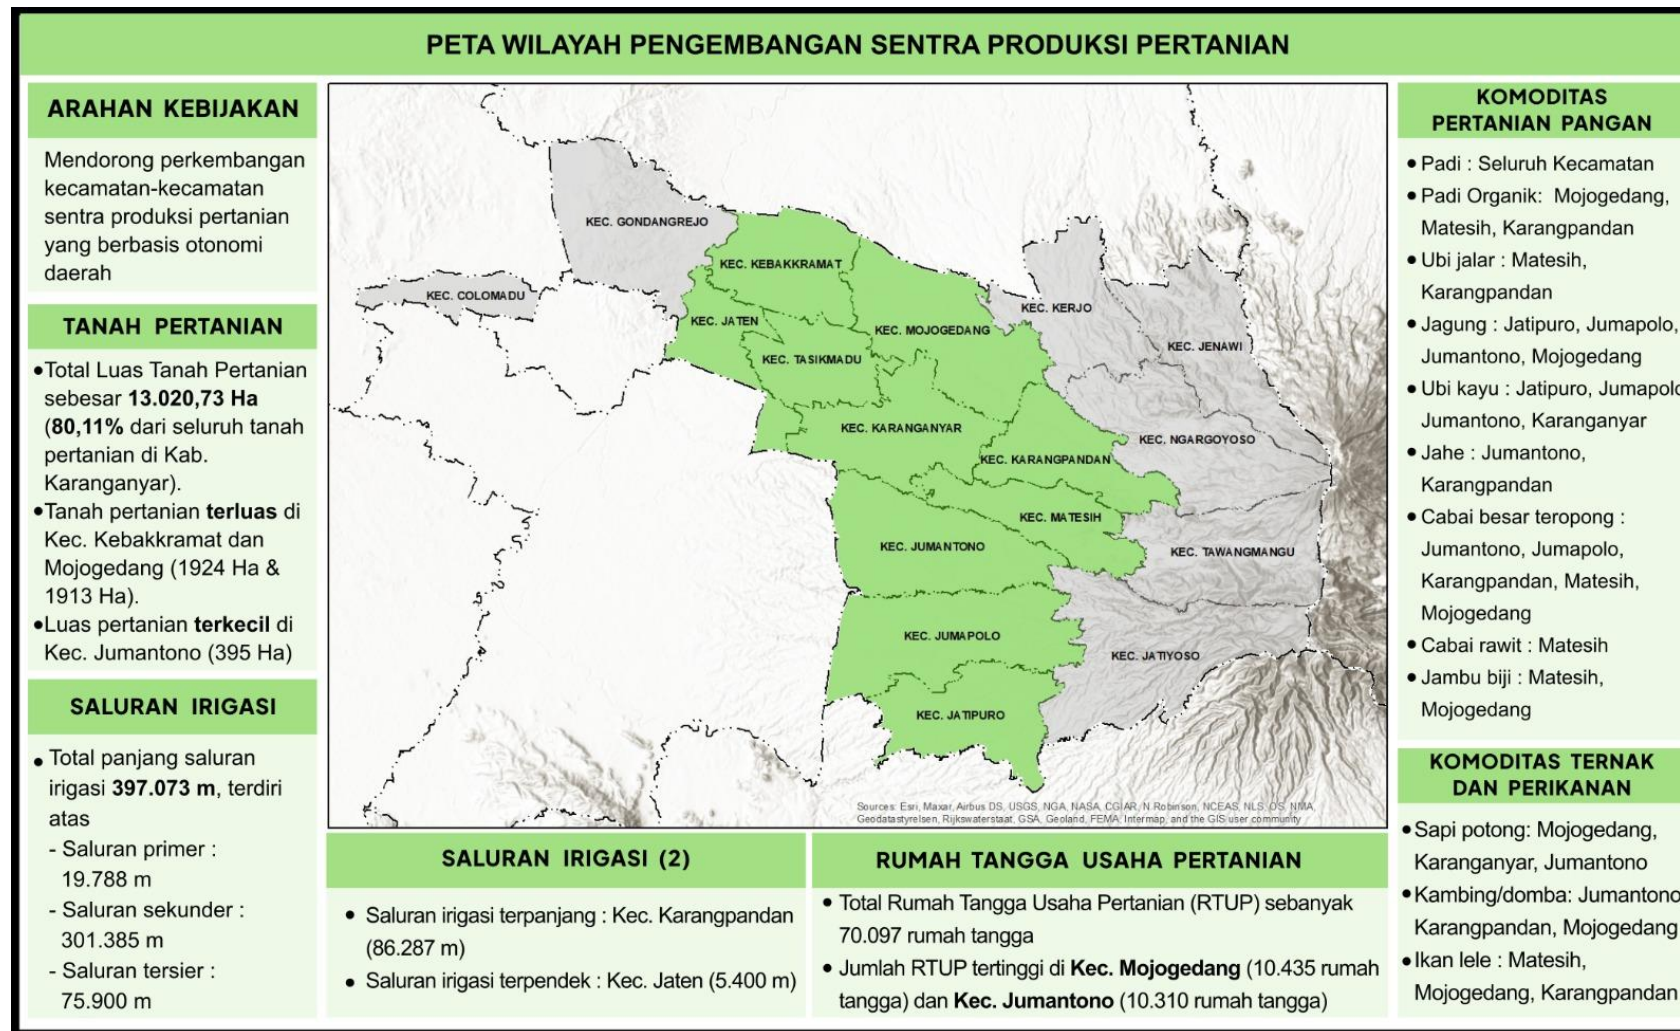 PETA WILAYAH PENGEMBANGAN SENTRA PRODUKSI PERTANIAN
ARAHAN KEBIJAKAN
Mendorong perkembangan
kecamatan-kecamatan
sentra produksi pertanian
yang berbasis otonomi
daerah
TANAH PERTANIAN
•Total Luas Tanah Pertanian
sebesar 13.020,73 Ha
(80,11% dari seluruh tanah
pertanian di Kab.
Karanganyar).
•Tanah pertanian terluas di
Kec. Kebakkramat dan
Mojogedang (1924 Ha &
1913 Ha).
•Luas pertanian terkecil di
Kec. Jumantono (395 Ha)
SALURAN IRIGASI
• Total panjang saluran
irigasi 397.073 m, terdiri
atas
- Saluran primer :
19.788 m
- Saluran sekunder :
301.385 m
- Saluran tersier :
75.900 m
KEC. GONDANGREJO
KEC. KEBAKKRAMAT
KEC. COLOMADU
KEC. KERJO
KEC. JATEN
KEC. MOJOGEDANG
KEC. JENAWI
KEC. TASIKMADU
KEC. KARANGANYAR
KEC. NGARGOYOSO
KEC. KARANGPANDAN
KEC. MATESIH
KEC. JUMANTONO
KEC. TAWANGMANGU
KEC. JUMAPOLO
KEC. JATIYOSO
KEC. JATIPURO
Sources: Esri, Maxar, Airbus DS, USGS, NGA, NASA, CGIAR, N Robinson, NCEAS, NLS, OS, NMA,
Geodatastyrelsen, Rijkswaterstaat, GSA, Geoland, FEMA, Intermap, and the GIS user community
SALURAN IRIGASI (2)
• Saluran irigasi terpanjang : Kec. Karangpandan
(86.287 m)
• Saluran irigasi terpendek : Kec. Jaten (5.400 m)
RUMAH TANGGA USAHA PERTANIAN
• Total Rumah Tangga Usaha Pertanian (RTUP) sebanyak
70.097 rumah tangga
• Jumlah RTUP tertinggi di Kec. Mojogedang (10.435 rumah
tangga) dan Kec. Jumantono (10.310 rumah tangga)
KOMODITAS
PERTANIAN PANGAN
• Padi : Seluruh Kecamatan
• Padi Organik: Mojogedang,
Matesih, Karangpandan
• Ubi jalar : Matesih,
Karangpandan
• Jagung : Jatipuro, Jumapolo,
Jumantono, Mojogedang
• Ubi kayu : Jatipuro, Jumapolo
Jumantono, Karanganyar
• Jahe : Jumantono,
Karangpandan
• Cabai besar teropong :
Jumantono, Jumapolo,
Karangpandan, Matesih,
Mojogedang
• Cabai rawit : Matesih
• Jambu biji : Matesih,
Mojogedang
KOMODITAS TERNAK
DAN PERIKANAN
• Sapi potong: Mojogedang,
Karanganyar, Jumantono
• Kambing/domba: Jumantono
Karangpandan, Mojogedang
• Ikan lele : Matesih,
Mojogedang, Karangpandan